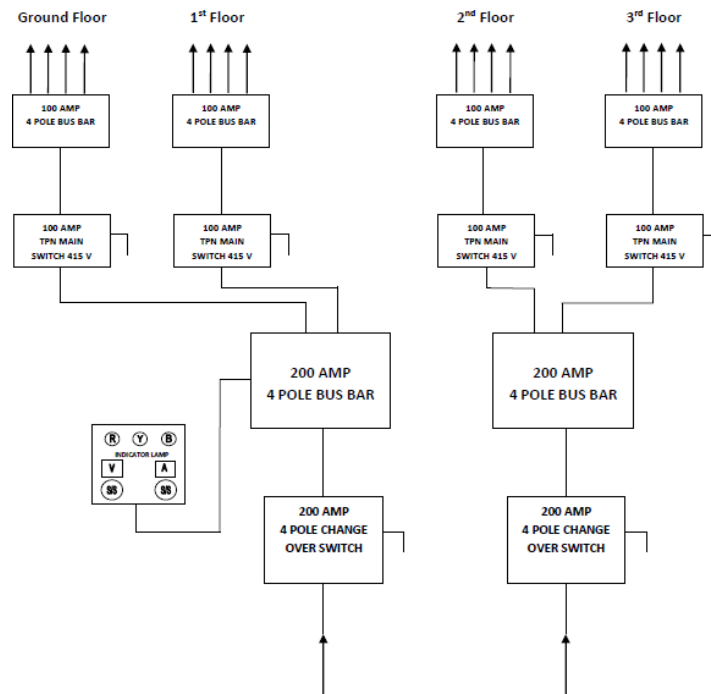 Ground Floor
1st Floor
2nd Floor
3rd Floor
100 AMP
4 POLE BUS BAR
100 AMP
4 POLE BUS BAR
100 AMP
4 POLE BUS BAR
100 AMP
4 POLE BUS BAR
100 AMP
TPN MAIN
SWITCH 415 V
100 AMP
TPN MAIN
SWITCH 415 V
100 AMP
TPN MAIN
SWITCH 415 V
100 AMP
TPN MAIN
SWITCH 415 V
200 AMP
4 POLE BUS BAR
200 AMP
4 POLE BUS BAR
R Y B
INDICATOR LAMP
V A
S/S S/S
200 AMP
4 POLE CHANGE
OVER SWITCH
200 AMP
4 POLE CHANGE
OVER SWITCH